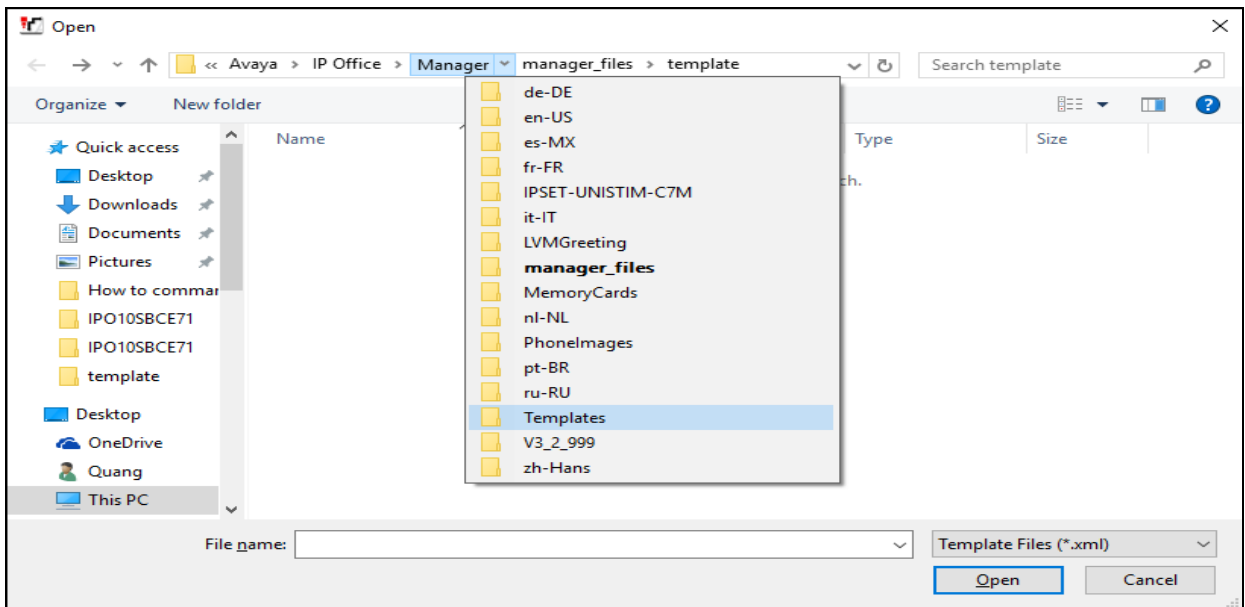 Open
« Avaya > IP Office > Manager manager_files > template Search template
Organize New folder
Name Type Size
Quick access
Desktop
Downloads
Documents
Pictures
How to commar
IPO10SBCE71
IPO10SBCE71
template
Desktop
OneDrive
Quang
This PC
de-DE
en-US
es-MX
fr-FR
IPSET-UNISTIM-C7M
it-IT
LVMGreeting
manager_files
MemoryCards
nl-NL
PhoneImages
pt-BR
ru-RU
Templates
V3_2_999
zh-Hans
ch.
File name: Template Files (*.xml)
Open Cancel